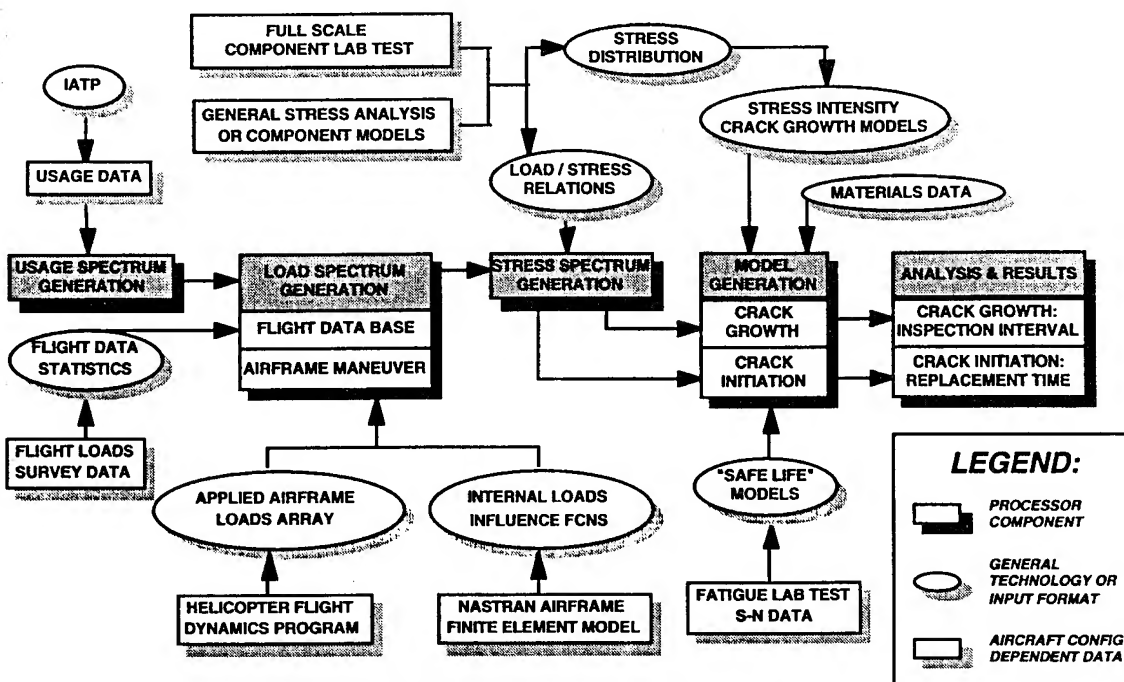 FULL SCALE
COMPONENT LAB TEST
STRESS
DISTRIBUTION
IATP
GENERAL STRESS ANALYSIS
OR COMPONENT MODELS
STRESS INTENSITY
CRACK GROWTH MODELS
USAGE DATA
LOAD / STRESS
RELATIONS
MATERIALS DATA
USAGE SPECTRUM
GENERATION
LOAD SPECTRUM
GENERATION
FLIGHT DATA BASE
AIRFRAME MANEUVER
STRESS SPECTRUM
GENERATION
MODEL
GENERATION
CRACK
GROWTH
CRACK
INITIATION
ANALYSIS & RESULTS
CRACK GROWTH:
INSPECTION INTERVAL
CRACK INITIATION:
REPLACEMENT TIME
FLIGHT DATA
STATISTICS
FLIGHT LOADS
SURVEY DATA
APPLIED AIRFRAME
LOADS ARRAY
INTERNAL LOADS
INFLUENCE FCNS
"SAFE LIFE"
MODELS
HELICOPTER FLIGHT
DYNAMICS PROGRAM
NASTRAN AIRFRAME
FINITE ELEMENT MODEL
FATIGUE LAB TEST
S-N DATA
LEGEND:
PROCESSOR
COMPONENT
GENERAL
TECHNOLOGY OR
INPUT FORMAT
AIRCRAFT CONFIG
DEPENDENT DATA